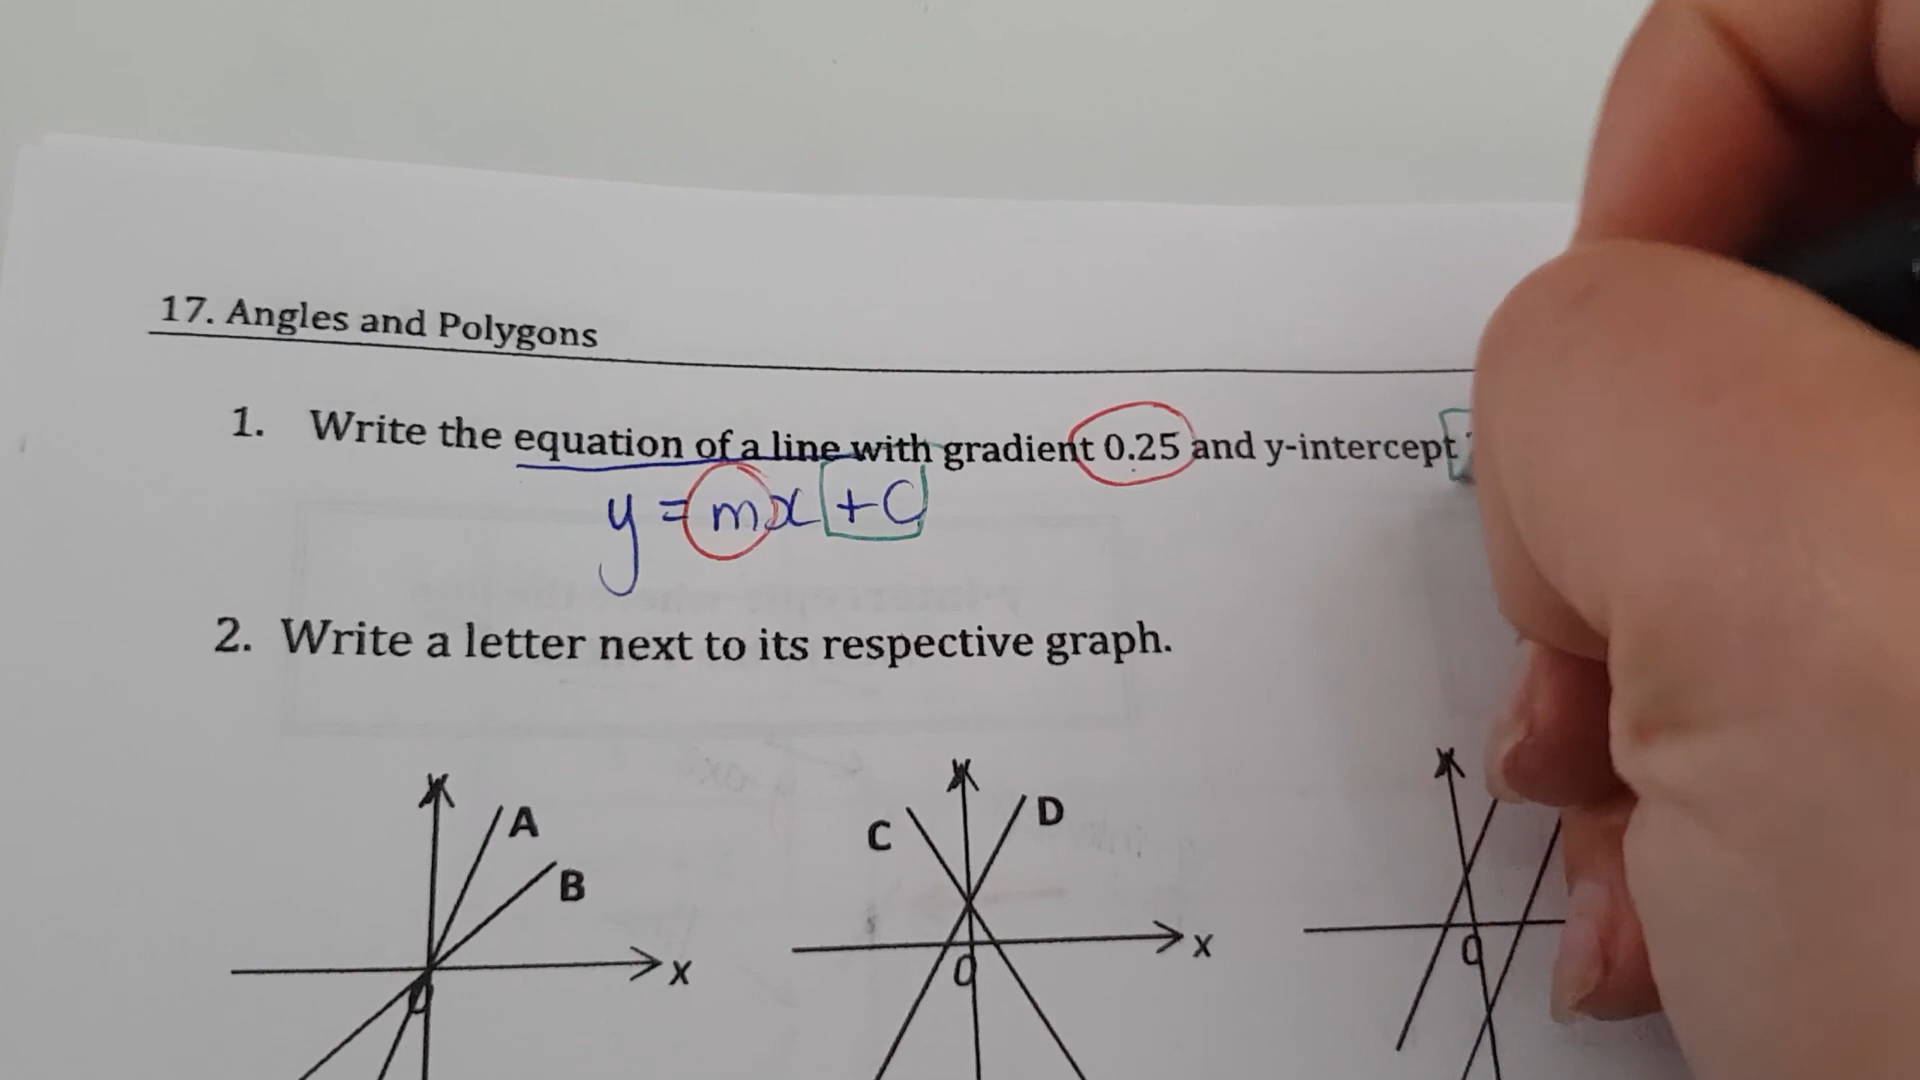 17. Angles and Polygons
1. Write the equation of a line with gradient 0.25 and y-intercept
y = mx + C
2. Write a letter next to its respective graph.
A
B
O
x
C
D
O
x
O